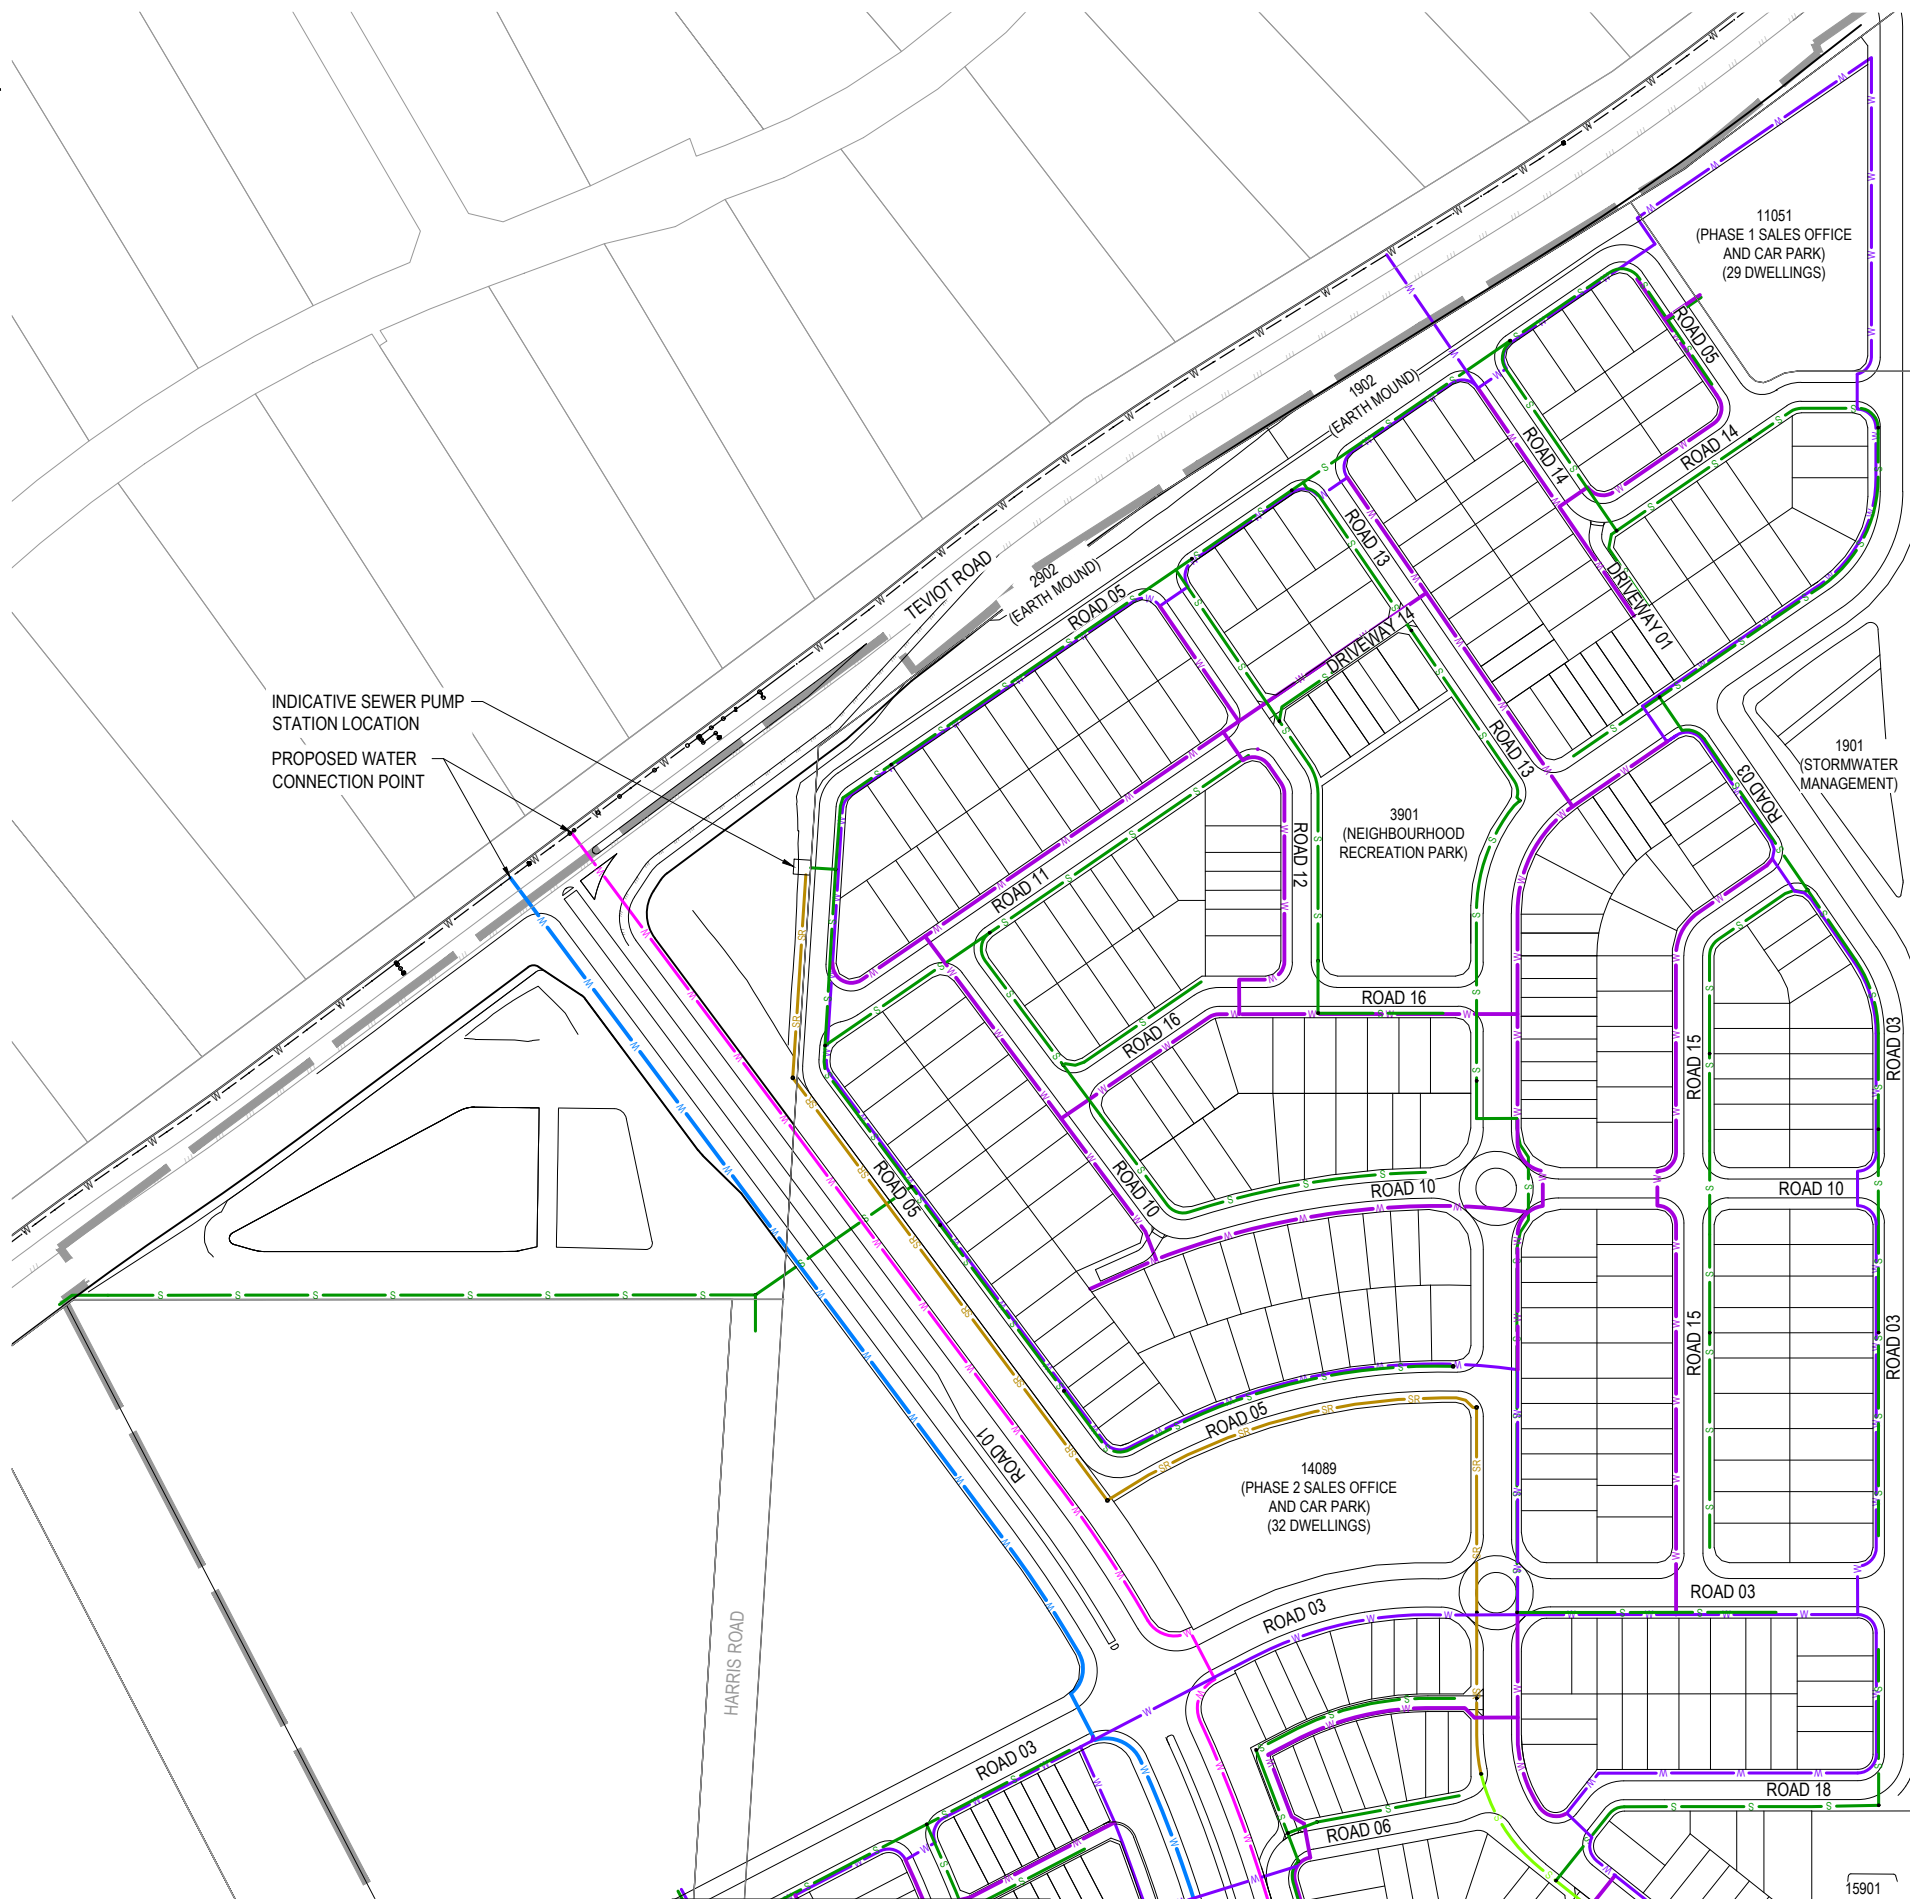 11051
(PHASE 1 SALES OFFICE
AND CAR PARK)
(29 DWELLINGS)
ROAD 05
1902
(EARTH MOUND)
ROAD 14
ROAD 14
ROAD 13
TEVIOT ROAD
2902
(EARTH MOUND)
ROAD 05
DRIVEWAY 14
DRIVEWAY 01
INDICATIVE SEWER PUMP
STATION LOCATION
PROPOSED WATER
CONNECTION POINT
ROAD 13
ROAD 03
1901
(STORMWATER
MANAGEMENT)
3901
(NEIGHBOURHOOD
RECREATION PARK)
ROAD 12
ROAD 11
ROAD 16
ROAD 16
ROAD 15
ROAD 03
ROAD 05
ROAD 10
ROAD 10
ROAD 10
ROAD 15
ROAD 03
ROAD 05
ROAD 01
14089
(PHASE 2 SALES OFFICE
AND CAR PARK)
(32 DWELLINGS)
ROAD 03
ROAD 03
HARRIS ROAD
ROAD 03
ROAD 18
ROAD 06
15901